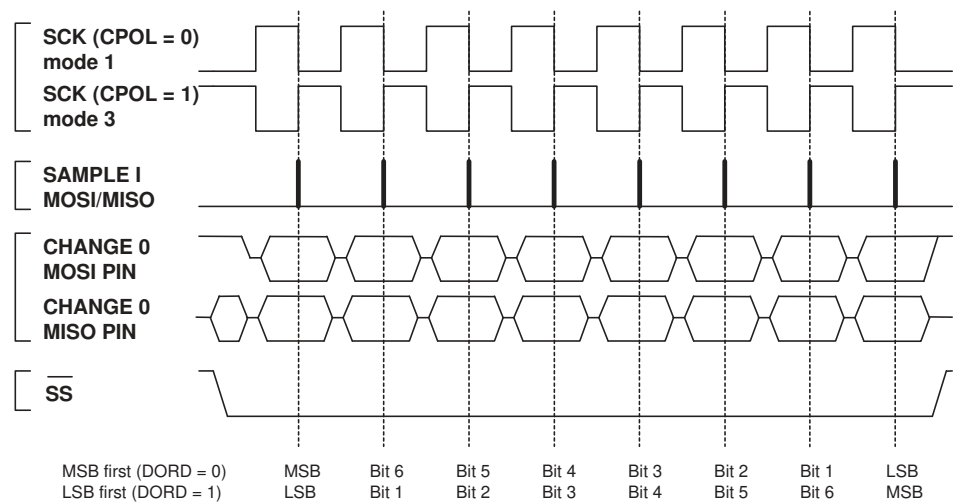 SCK (CPOL = 0)
mode 1
SCK (CPOL = 1)
mode 3
SAMPLE I
MOSI/MISO
CHANGE 0
MOSI PIN
CHANGE 0
MISO PIN
SS
MSB first (DORD = 0) MSB Bit 6 Bit 5 Bit 4 Bit 3 Bit 2 Bit 1 LSB
LSB first (DORD = 1) LSB Bit 1 Bit 2 Bit 3 Bit 4 Bit 5 Bit 6 MSB